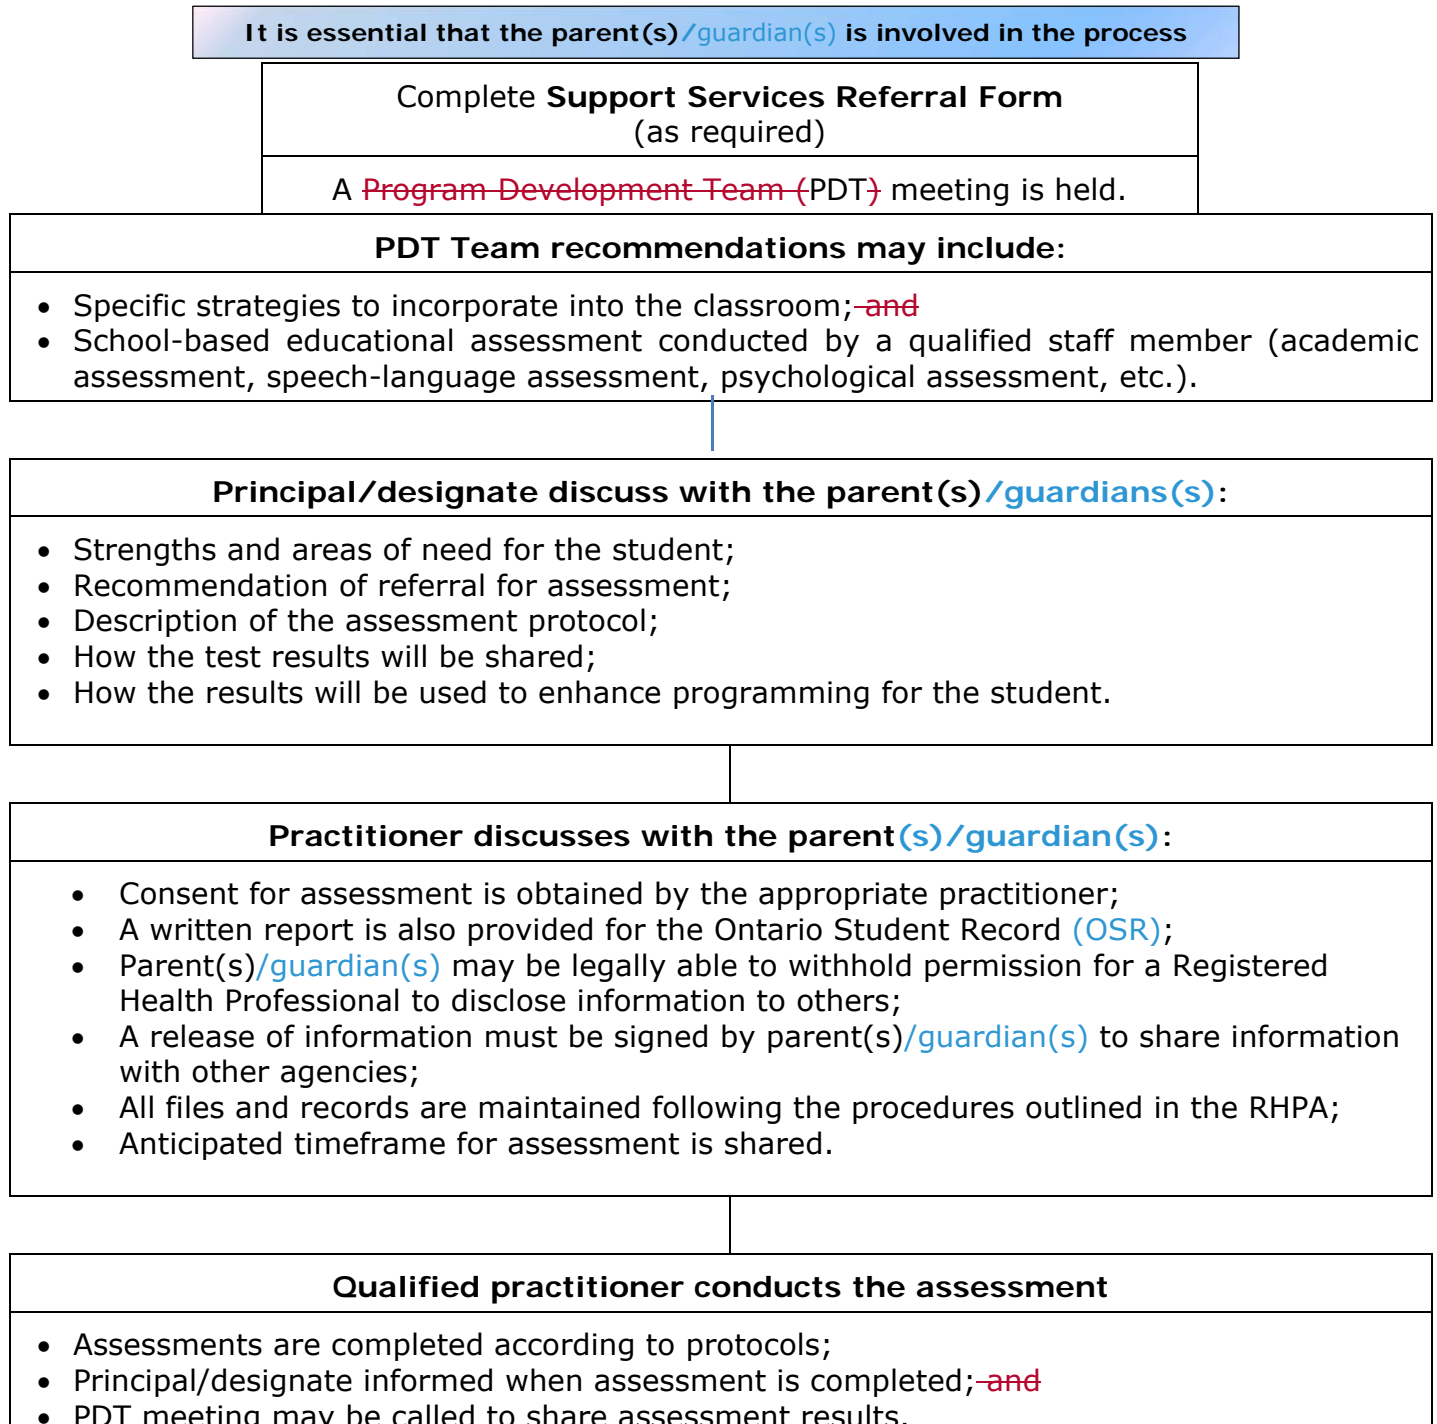 It is essential that the parent(s)/guardian(s) is involved in the process
Complete Support Services Referral Form
(as required)
A Program Development Team (PDT) meeting is held.
PDT Team recommendations may include:
• Specific strategies to incorporate into the classroom; and
• School-based educational assessment conducted by a qualified staff member (academic
assessment, speech-language assessment, psychological assessment, etc.).
Principal/designate discuss with the parent(s)/guardians(s):
• Strengths and areas of need for the student;
• Recommendation of referral for assessment;
• Description of the assessment protocol;
• How the test results will be shared;
• How the results will be used to enhance programming for the student.
Practitioner discusses with the parent(s)/guardian(s):
• Consent for assessment is obtained by the appropriate practitioner;
• A written report is also provided for the Ontario Student Record (OSR);
• Parent(s)/guardian(s) may be legally able to withhold permission for a Registered
Health Professional to disclose information to others;
• A release of information must be signed by parent(s)/guardian(s) to share information
with other agencies;
• All files and records are maintained following the procedures outlined in the RHPA;
• Anticipated timeframe for assessment is shared.
Qualified practitioner conducts the assessment
• Assessments are completed according to protocols;
• Principal/designate informed when assessment is completed; and
• PDT meeting may be called to share assessment results.